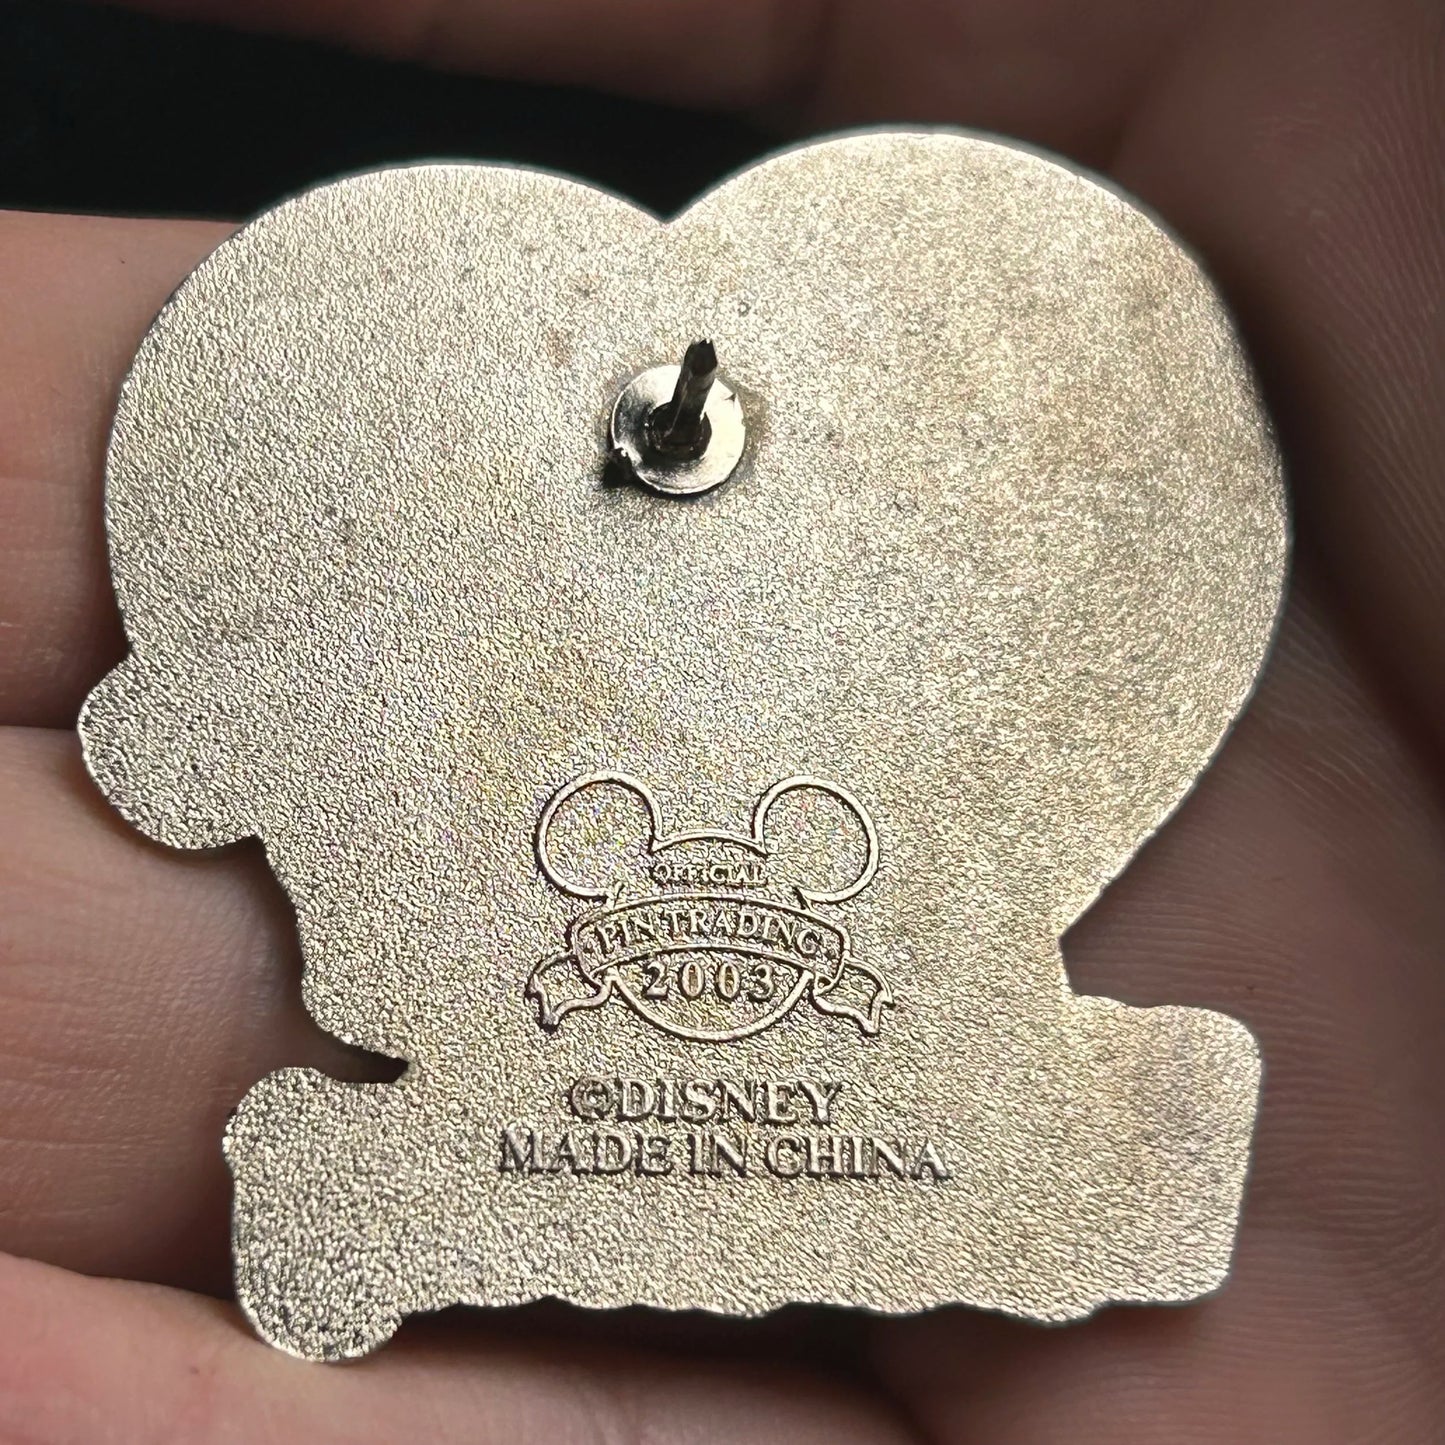 OFFICIAL
PIN TRADING
2003
©DISNEY
MADE IN CHINA